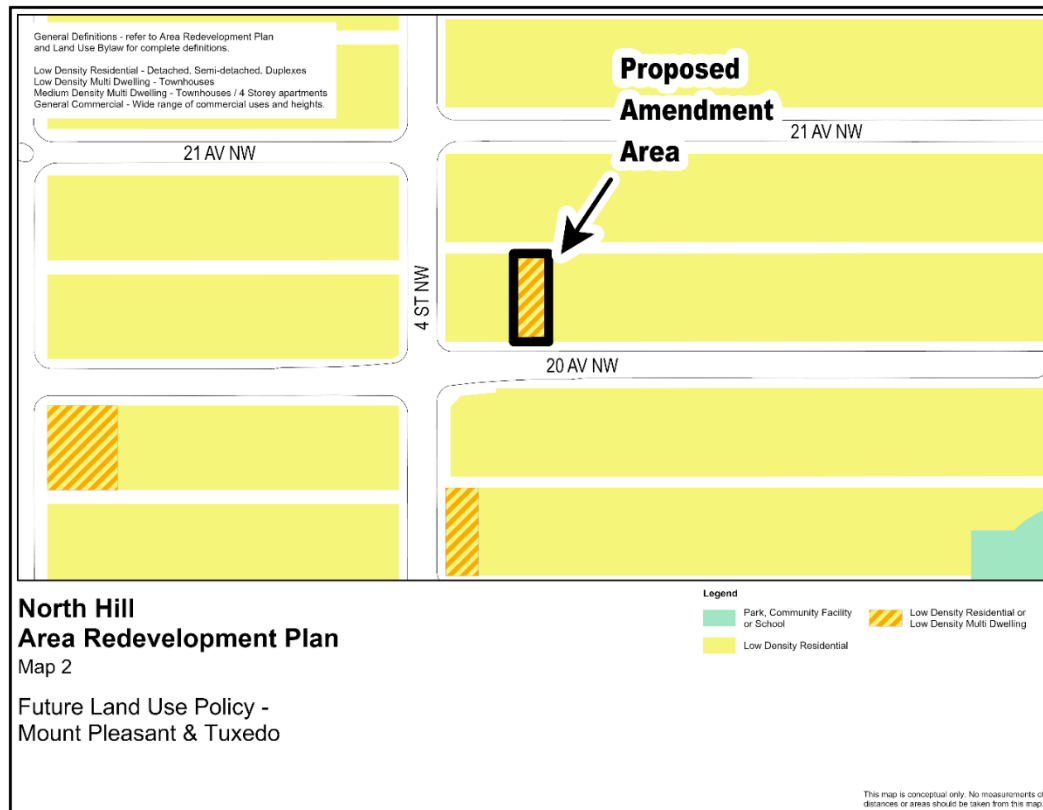 General Definitions - refer to Area Redevelopment Plan
and Land Use Bylaw for complete definitions.
Low Density Residential - Detached, Semi-detached, Duplexes
Low Density Multi Dwelling - Townhouses
Medium Density Multi Dwelling - Townhouses / 4 Storey apartments
General Commercial - Wide range of commercial uses and heights.
Proposed
Amendment
Area
21 AV NW
21 AV NW
4 ST NW
20 AV NW
North Hill
Area Redevelopment Plan
Map 2
Future Land Use Policy -
Mount Pleasant & Tuxedo
Legend
Park, Community Facility
or School
Low Density Residential
Low Density Residential or
Low Density Multi Dwelling
This map is conceptual only. No measurements of
distances or areas should be taken from this map.